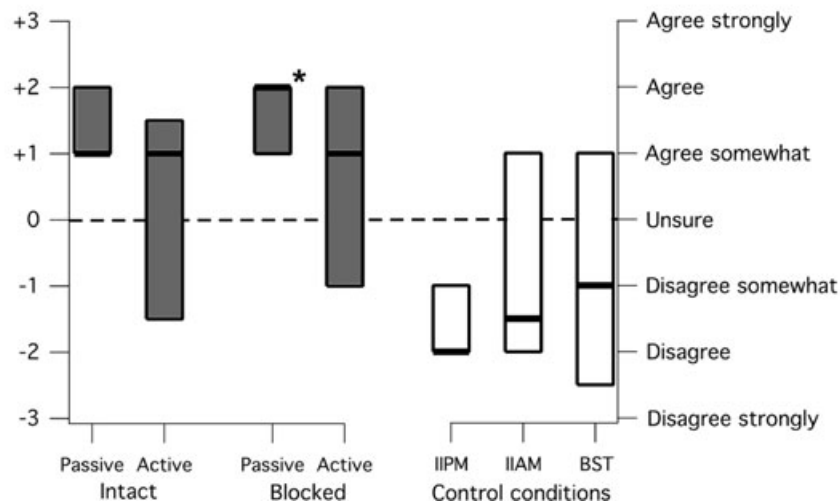 +3 Agree strongly
+2 * Agree
+1 Agree somewhat
0 Unsure
-1 Disagree somewhat
-2 Disagree
-3 Disagree strongly
Passive Active Passive Active IIPM IIAM BST
Intact Blocked Control conditions